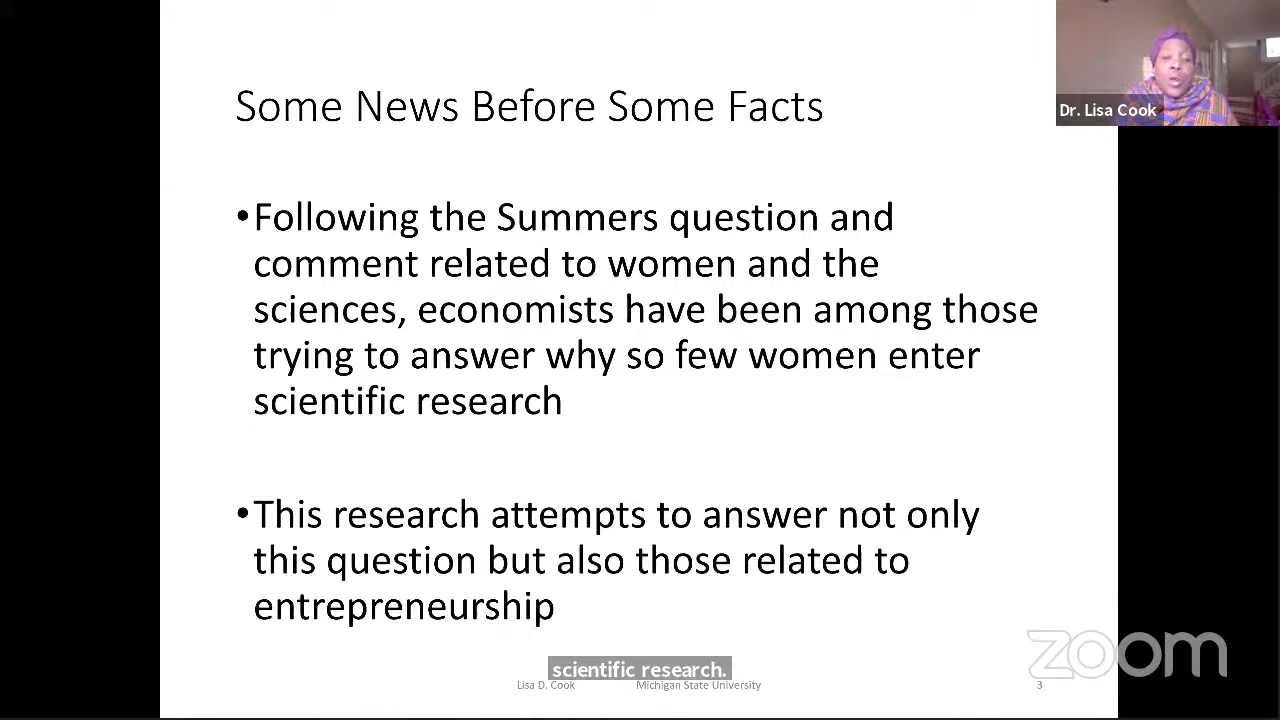 Some News Before Some Facts
Dr. Lisa Cook
•Following the Summers question and
comment related to women and the
sciences, economists have been among those
trying to answer why so few women enter
scientific research
•This research attempts to answer not only
this question but also those related to
entrepreneurship
zoom
scientific research.
Lisa D. Cook Michigan State University 3